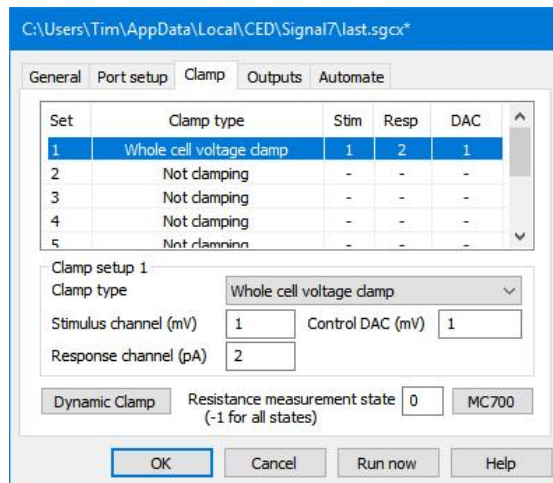 C:\Users\Tim\AppData\Local\CED\Signal7\last.sgcx*
General Port setup Clamp Outputs Automate
Set Clamp type Stim Resp DAC
1 Whole cell voltage clamp 1 2 1
2 Not clamping - - -
3 Not clamping - - -
4 Not clamping - - -
5 Not clamping - - -
Clamp setup 1
Clamp type Whole cell voltage clamp
Stimulus channel (mV) 1 Control DAC (mV) 1
Response channel (pA) 2
Dynamic Clamp Resistance measurement state 0 MC700
(-1 for all states)
OK Cancel Run now Help